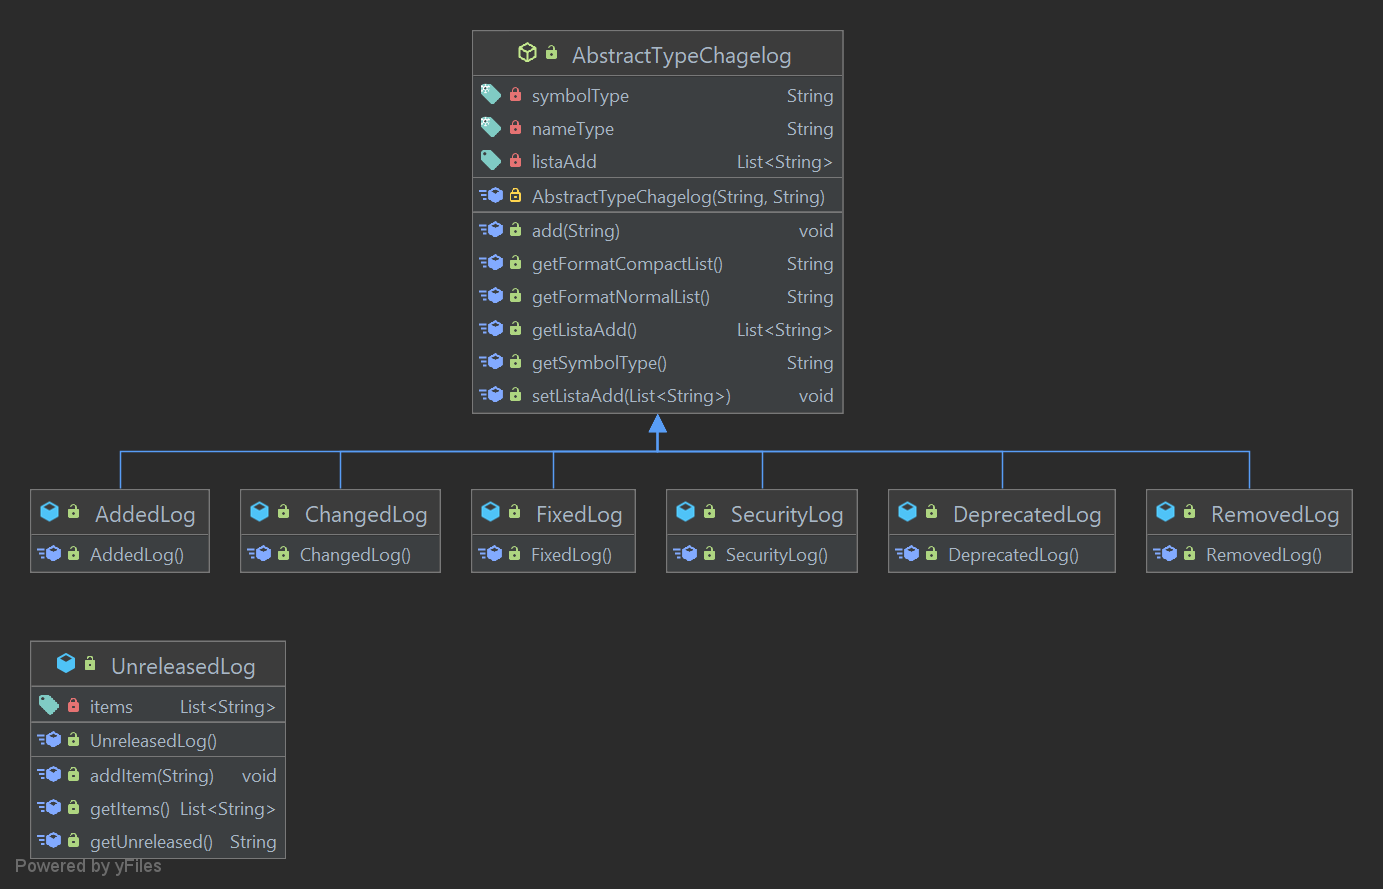 AbstractTypeChagelog
symbolType String
nameType String
listaAdd List<String>
AbstractTypeChagelog(String, String)
add(String) void
getFormatCompactList() String
getFormatNormalList() String
getListaAdd() List<String>
getSymbolType() String
setListaAdd(List<String>) void
AddedLog
AddedLog()
ChangedLog
ChangedLog()
FixedLog
FixedLog()
SecurityLog
SecurityLog()
DeprecatedLog
DeprecatedLog()
RemovedLog
RemovedLog()
UnreleasedLog
items List<String>
UnreleasedLog()
addItem(String) void
getItems() List<String>
getUnreleased() String
Powered by yFiles